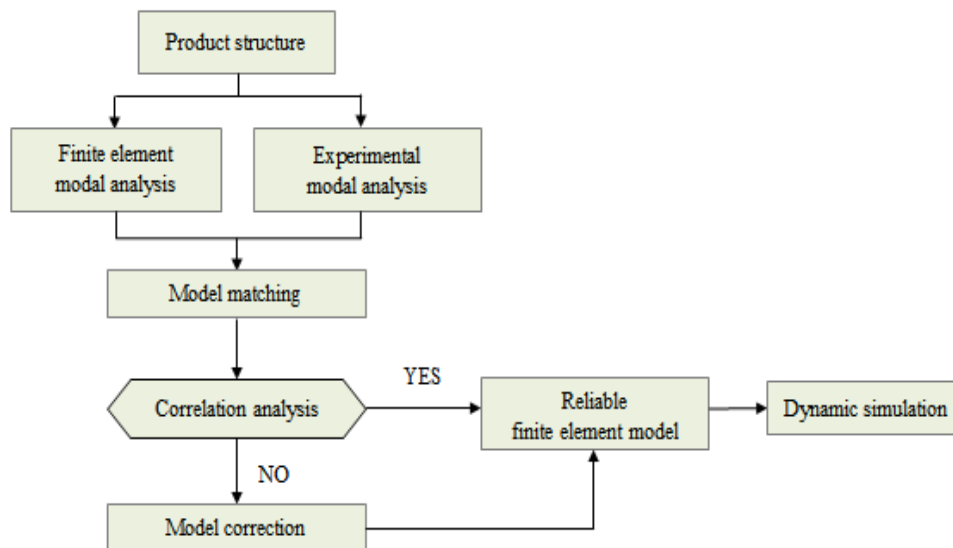 Product structure
Finite element
modal analysis
Experimental
modal analysis
Model matching
Correlation analysis
YES
Reliable
finite element model
Dynamic simulation
NO
Model correction